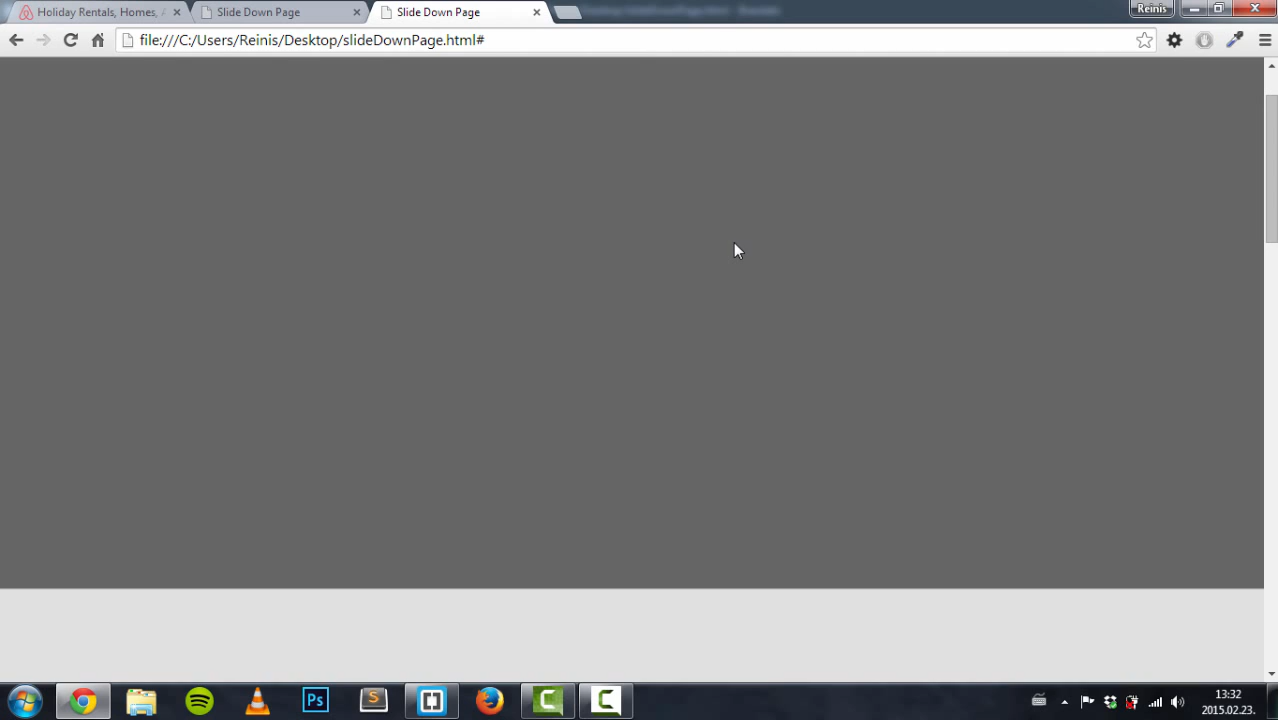 Holiday Rentals, Homes, A
Slide Down Page
Slide Down Page
Reinis
file:///C:/Users/Reinis/Desktop/slideDownPage.html#
Ps
S
13:32
2015.02.23.